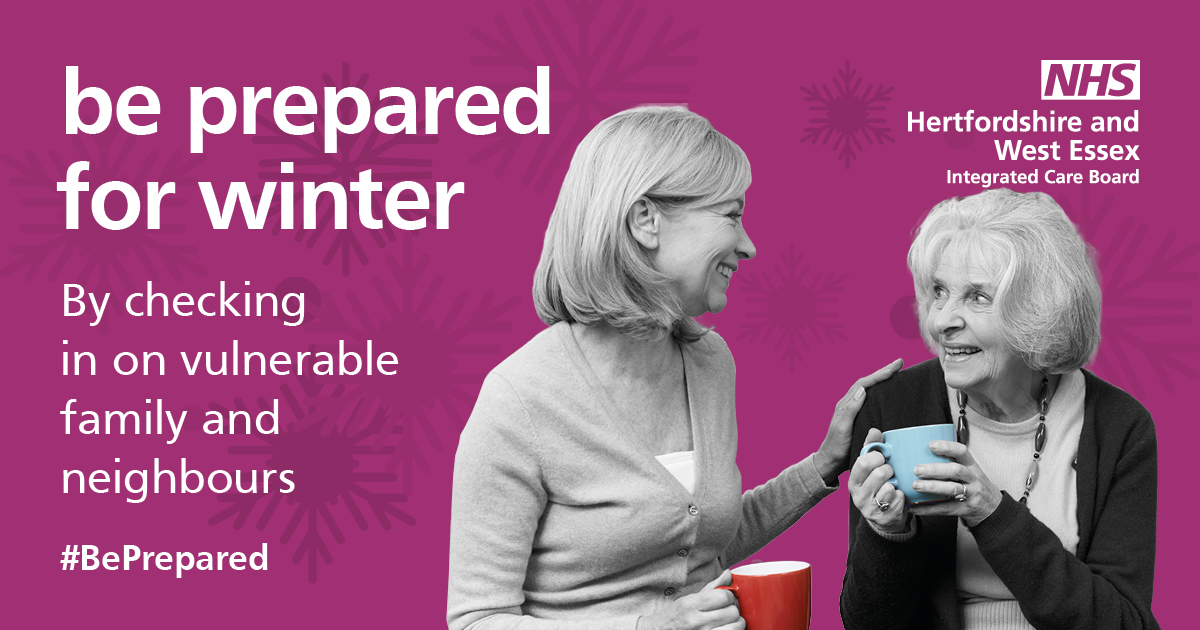 be prepared
for winter
By checking
in on vulnerable
family and
neighbours
#BePrepared
NHS
Hertfordshire and
West Essex
Integrated Care Board